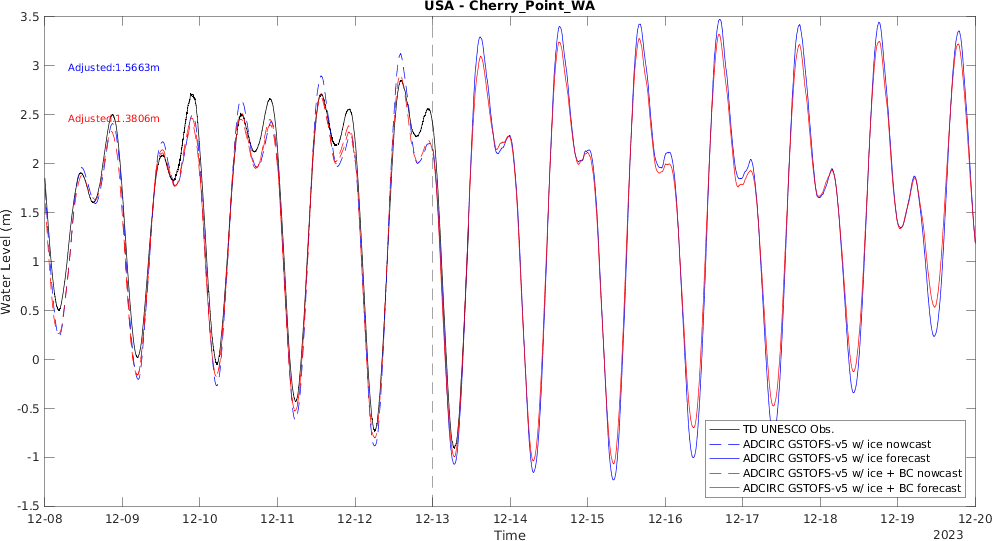 USA - Cherry_Point_WA
3.5
3
2.5
2
1.5
1
0.5
0
-0.5
-1
-1.5
Water Level (m)
Adjusted:1.5663m
Adjusted:1.3806m
TD UNESCO Obs.
ADCIRC GSTOFS-v5 w/ ice nowcast
ADCIRC GSTOFS-v5 w/ ice forecast
ADCIRC GSTOFS-v5 w/ ice + BC nowcast
ADCIRC GSTOFS-v5 w/ ice + BC forecast
12-08 12-09 12-10 12-11 12-12 12-13 12-14 12-15 12-16 12-17 12-18 12-19 12-20
Time
2023